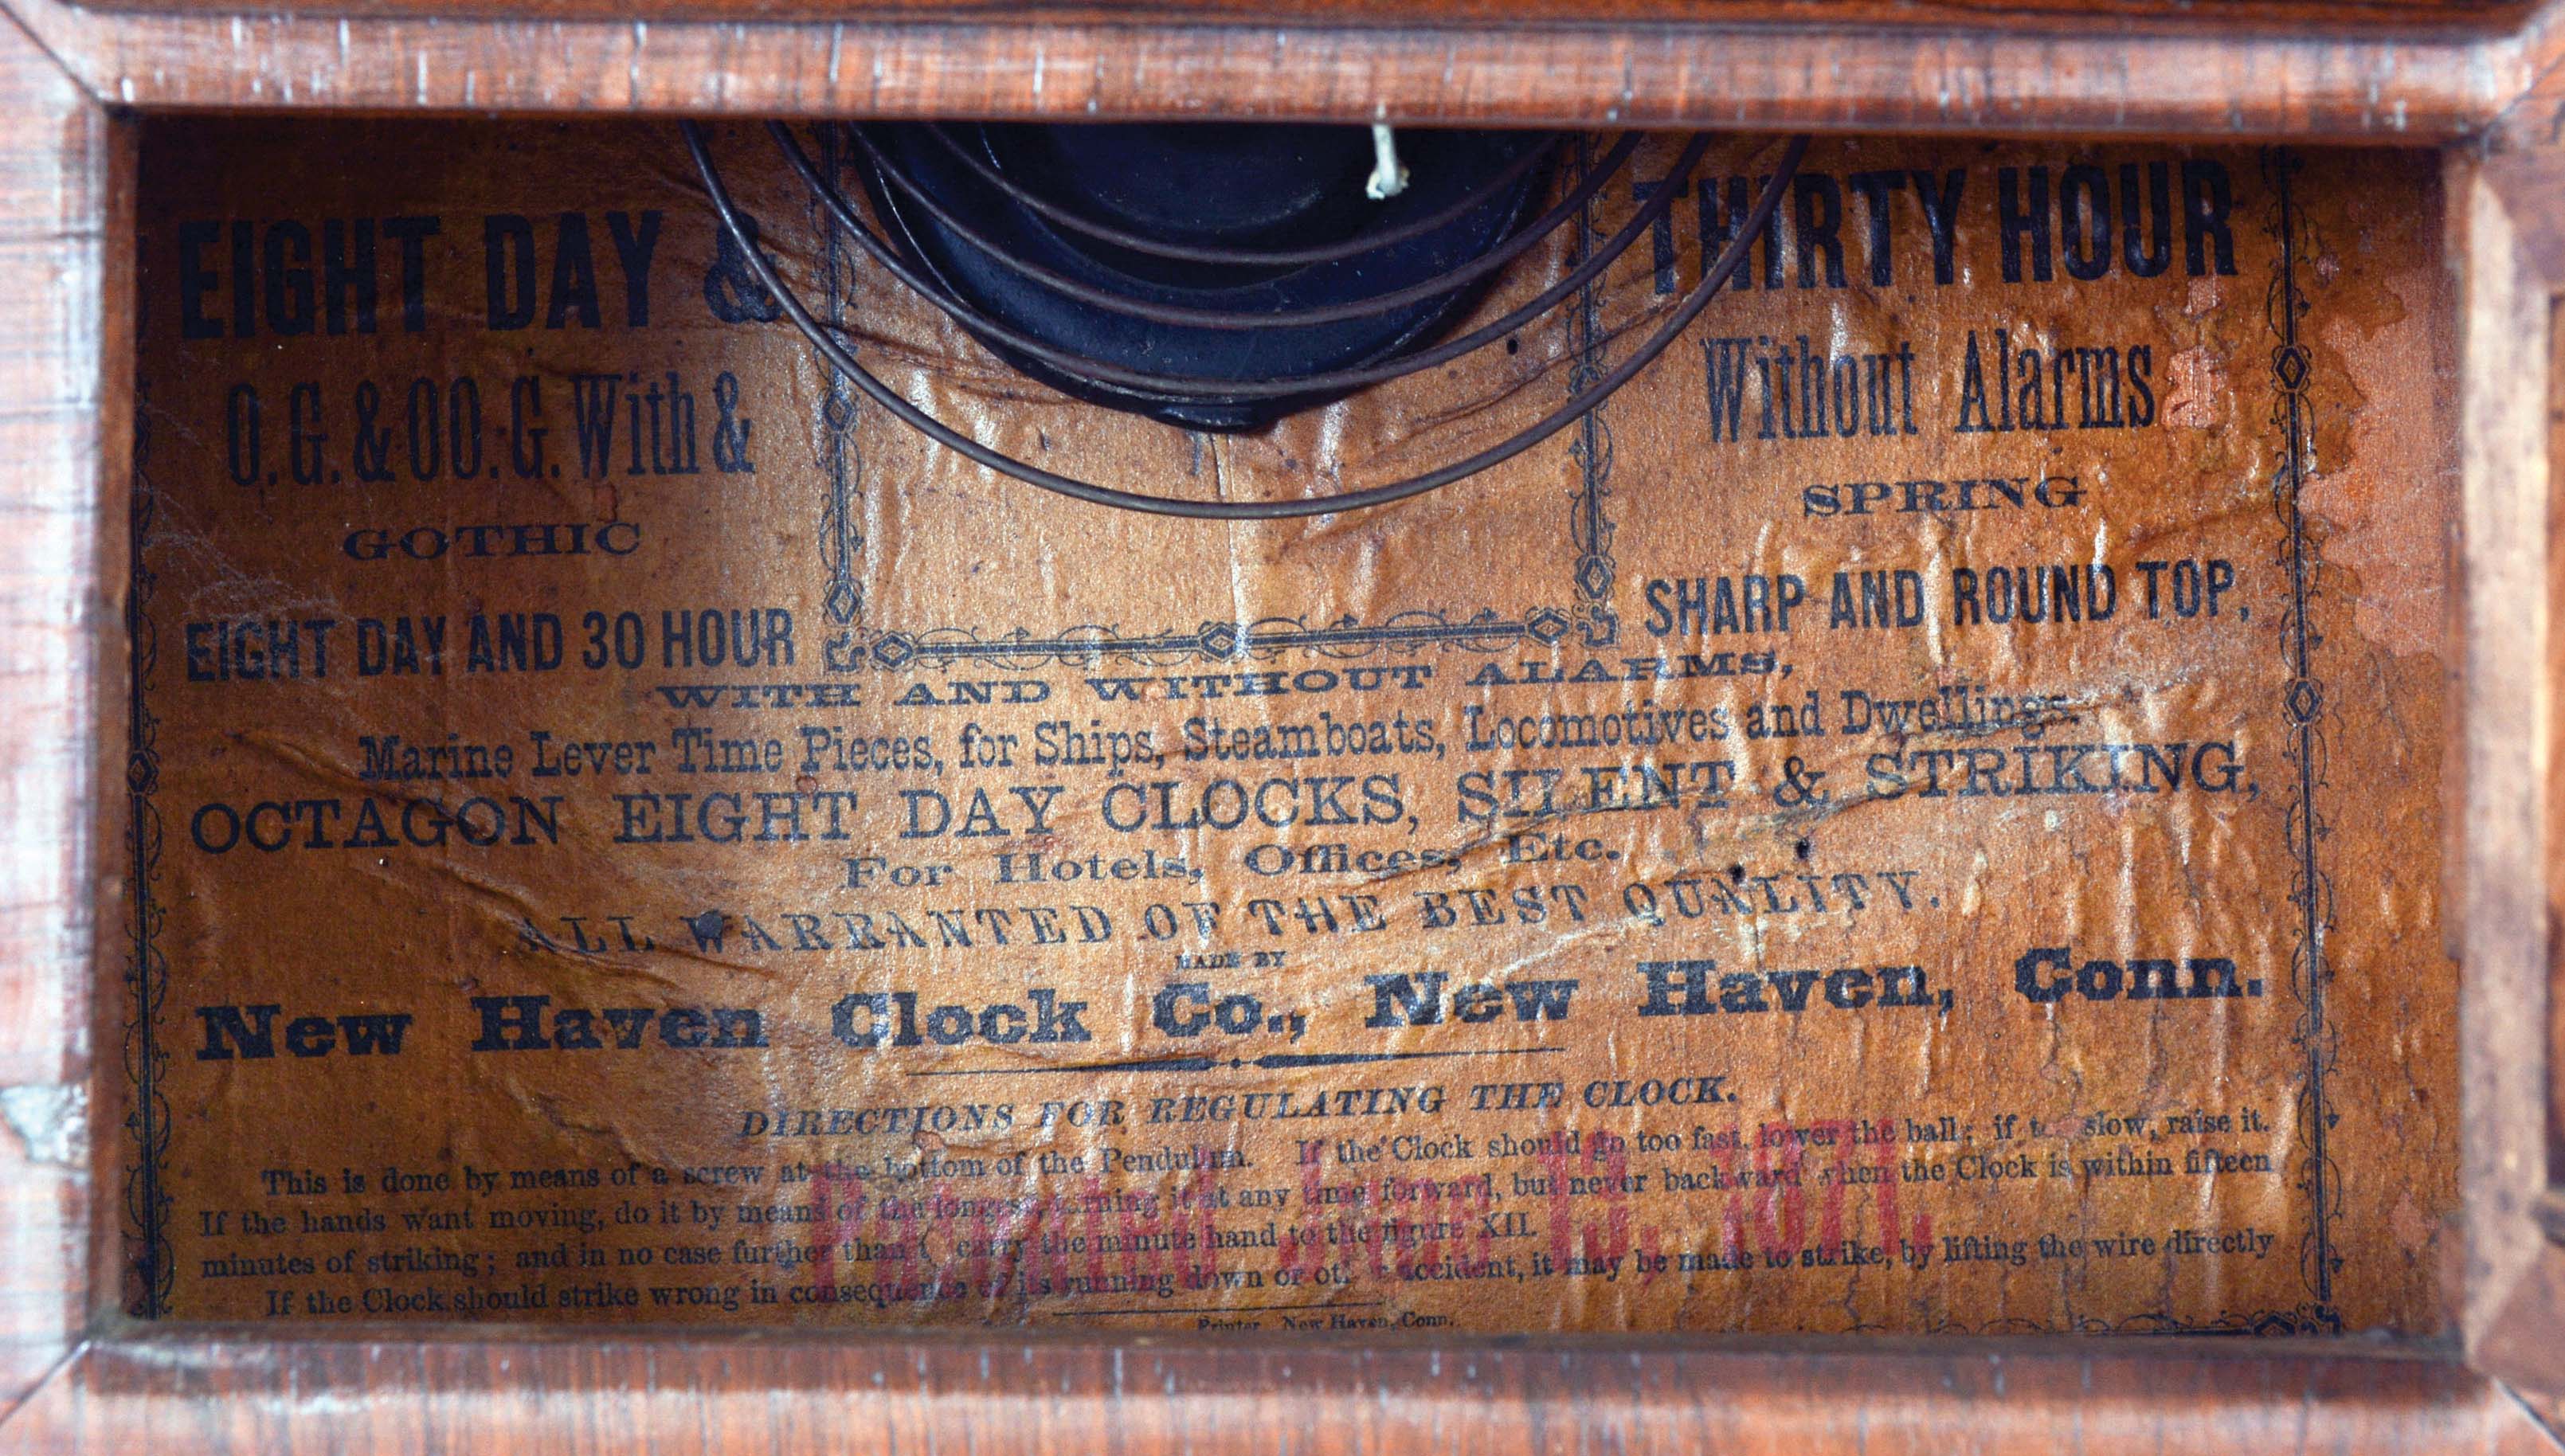 EIGHT DAY & THIRTY HOUR
O.G. & OO.G. With & Without Alarms
GOTHIC SPRING
EIGHT DAY AND 30 HOUR SHARP AND ROUND TOP,
WITH AND WITHOUT ALARMS,
Marine Lever Time Pieces, for Ships, Steamboats, Locomotives and Dwellings.
OCTAGON EIGHT DAY CLOCKS, SILENT & STRIKING,
For Hotels, Offices, Etc.
ALL WARRANTED OF THE BEST QUALITY.
MADE BY
New Haven Clock Co., New Haven, Conn.
DIRECTIONS FOR REGULATING THE CLOCK.
This is done by means of a screw at the bottom of the Pendulum. If the Clock should go too fast, lower the ball; if slow, raise it.
If the hands want moving, do it by means of the longest, turning it at any time forward, but never backward when the Clock is within fifteen
minutes of striking; and in no case further than carry the minute hand to the figure XII.
If the Clock should strike wrong in consequence of its running down or accident, it may be made to strike, by lifting the wire directly
Patented June 13, 1871.
Printer New Haven, Conn.